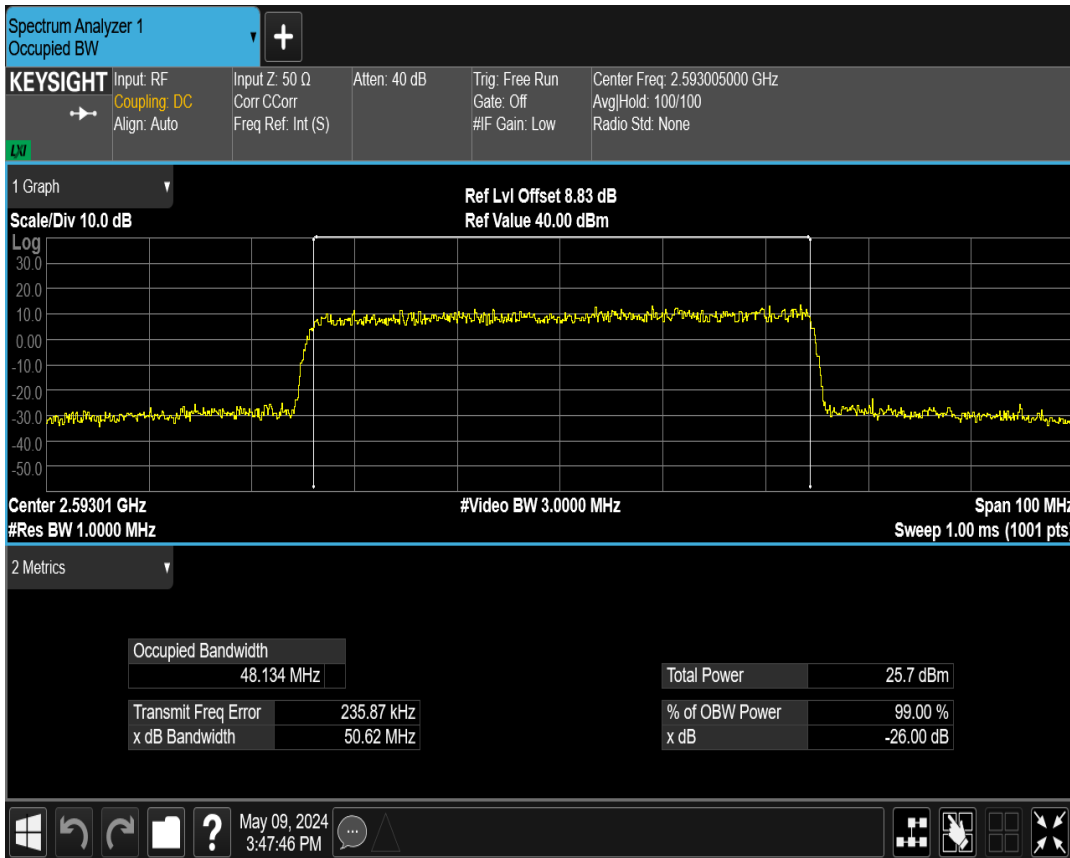 Spectrum Analyzer 1
Occupied BW
KEYSIGHT
LXI
Input: RF
Coupling: DC
Align: Auto
Input Z: 50 Ω
Corr CCorr
Freq Ref: Int (S)
Atten: 40 dB
Trig: Free Run
Gate: Off
#IF Gain: Low
Center Freq: 2.593005000 GHz
Avg|Hold: 100/100
Radio Std: None
1 Graph
Scale/Div 10.0 dB
Ref Lvl Offset 8.83 dB
Ref Value 40.00 dBm
Log
30.0
20.0
10.0
0.00
-10.0
-20.0
-30.0
-40.0
-50.0
Center 2.59301 GHz
#Res BW 1.0000 MHz
#Video BW 3.0000 MHz
Span 100 MHz
Sweep 1.00 ms (1001 pts)
2 Metrics
Occupied Bandwidth
48.134 MHz
Transmit Freq Error 235.87 kHz
x dB Bandwidth 50.62 MHz
Total Power 25.7 dBm
% of OBW Power 99.00 %
x dB -26.00 dB
May 09, 2024
3:47:46 PM